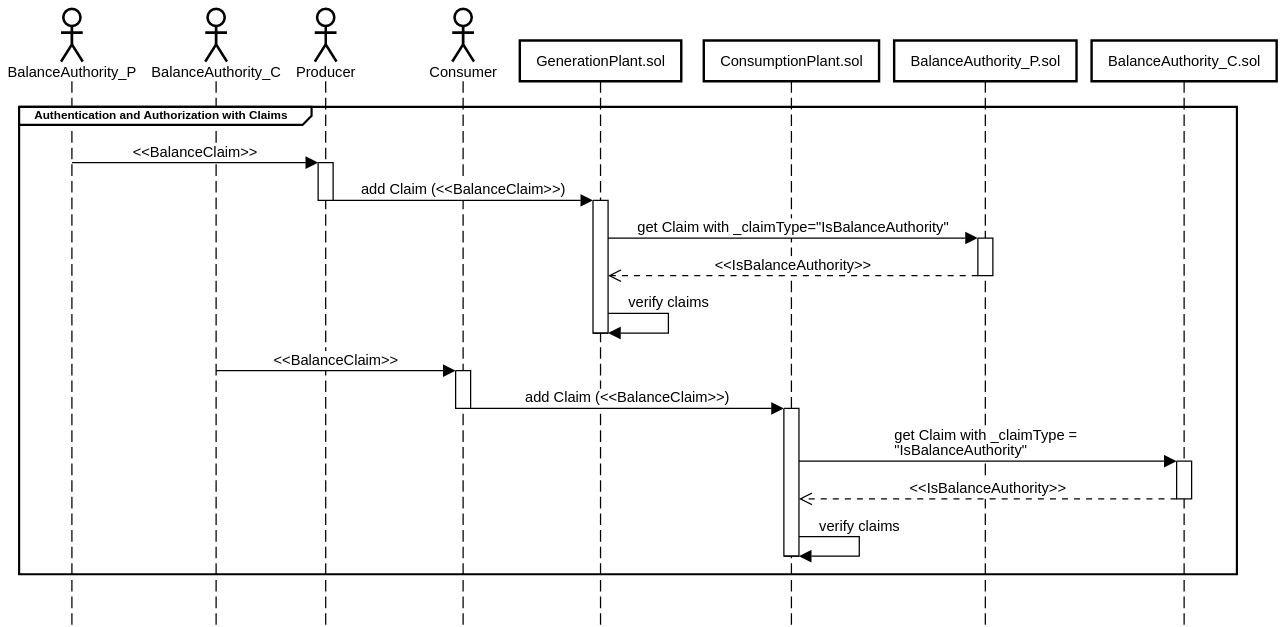 BalanceAuthority_P
BalanceAuthority_C
Producer
Consumer
GenerationPlant.sol
ConsumptionPlant.sol
BalanceAuthority_P.sol
BalanceAuthority_C.sol
Authentication and Authorization with Claims
<<BalanceClaim>>
add Claim (<<BalanceClaim>>)
get Claim with _claimType="IsBalanceAuthority"
<<IsBalanceAuthority>>
verify claims
<<BalanceClaim>>
add Claim (<<BalanceClaim>>)
get Claim with _claimType =
"IsBalanceAuthority"
<<IsBalanceAuthority>>
verify claims